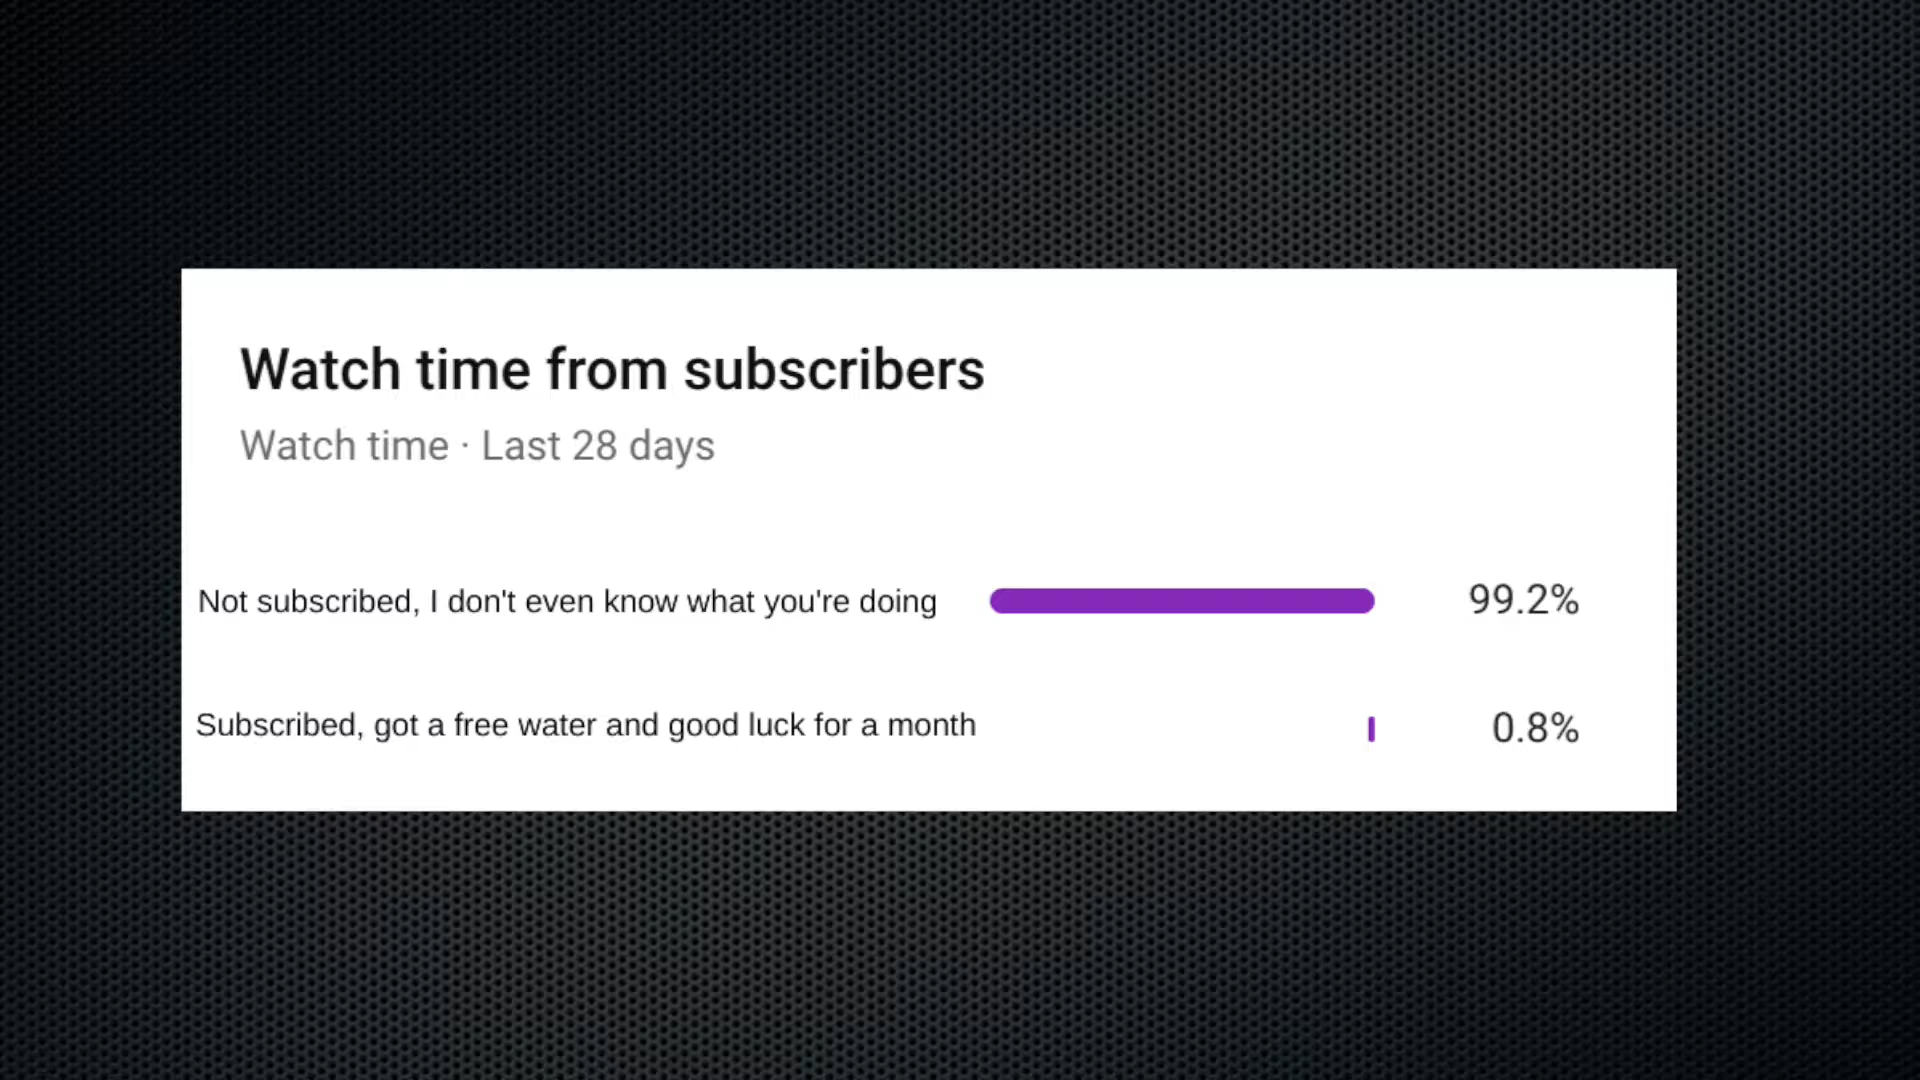 Watch time from subscribers
Watch time · Last 28 days
Not subscribed, I don't even know what you're doing 99.2%
Subscribed, got a free water and good luck for a month 0.8%